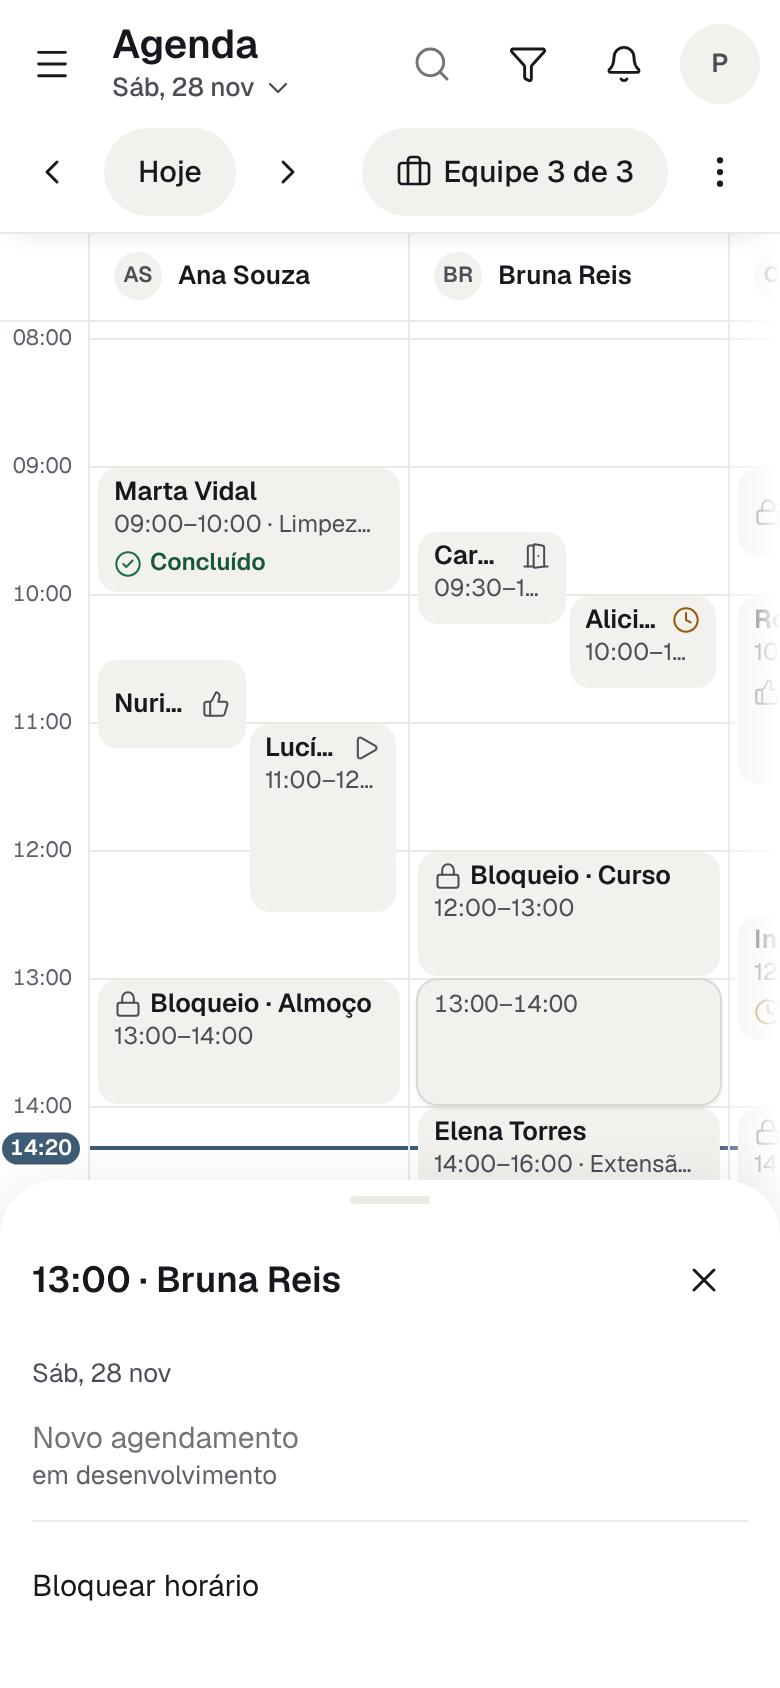 Agenda
Sáb, 28 nov
P
Hoje
Equipe 3 de 3
AS Ana Souza
BR Bruna Reis
08:00
09:00
Marta Vidal
09:00–10:00 · Limpez...
Concluído
Car...
09:30–1...
10:00
Alici...
10:00–1...
Nuri...
11:00
Lucí...
11:00–12...
12:00
Bloqueio · Curso
12:00–13:00
13:00
Bloqueio · Almoço
13:00–14:00
13:00–14:00
14:00
Elena Torres
14:20
14:00–16:00 · Extensã...
13:00 · Bruna Reis
Sáb, 28 nov
Novo agendamento
em desenvolvimento
Bloquear horário